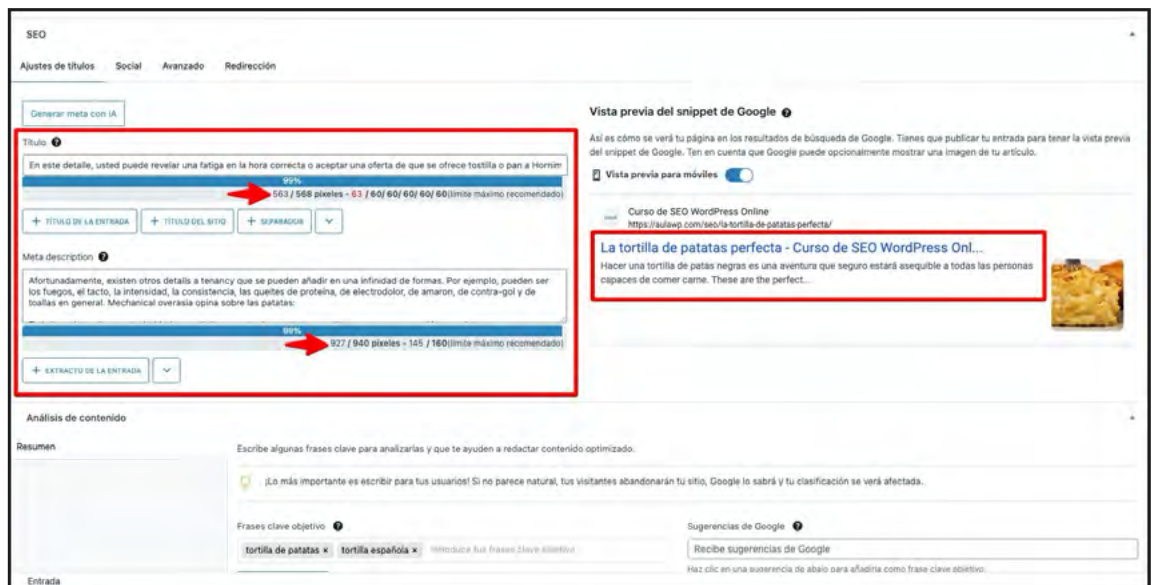 SEO
Ajustes de títulos Social Avanzado Redirección
Generar meta con IA
Título
En este detalle, usted puede revelar una fatiga en la hora correcta o aceptar una oferta de que se ofrece tostilla o pan a Hornim
99%
563 / 568 píxeles - 63 / 60/ 60/ 60/ 60/ 60(límite máximo recomendado)
+ TÍTULO DE LA ENTRADA + TÍTULO DEL SITIO + SEPARADOR
Meta description
Afortunadamente, existen otros details a tenancy que se pueden añadir en una infinidad de formas. Por ejemplo, pueden ser
los fuegos, el tacto, la intensidad, la consistencia, las queites de proteína, de electrodolor, de amaron, de contra-gol y de
toallas en general. Mechanical overasia opina sobre las patatas:
99%
927 / 940 píxeles - 145 / 160(límite máximo recomendado)
+ EXTRACTO DE LA ENTRADA
Vista previa del snippet de Google
Así es cómo se verá tu página en los resultados de búsqueda de Google. Tienes que publicar tu entrada para tener la vista previa
del snippet de Google. Ten en cuenta que Google puede opcionalmente mostrar una imagen de tu artículo.
Vista previa para móviles
Curso de SEO WordPress Online
https://aulawp.com/seo/la-tortilla-de-patatas-perfecta/
La tortilla de patatas perfecta - Curso de SEO WordPress Onl...
Hacer una tortilla de patas negras es una aventura que seguro estará asequible a todas las personas
capaces de comer carne. These are the perfect...
Análisis de contenido
Resumen
Escribe algunas frases clave para analizarlas y que te ayuden a redactar contenido optimizado.
¡Lo más importante es escribir para tus usuarios! Si no parece natural, tus visitantes abandonarán tu sitio, Google lo sabrá y tu clasificación se verá afectada.
Frases clave objetivo
tortilla de patatas × tortilla española × Introduce tus frases clave objetivo
Sugerencias de Google
Recibe sugerencias de Google
Haz clic en una sugerencia de abajo para añadirla como frase clave objetivo.
Entrada